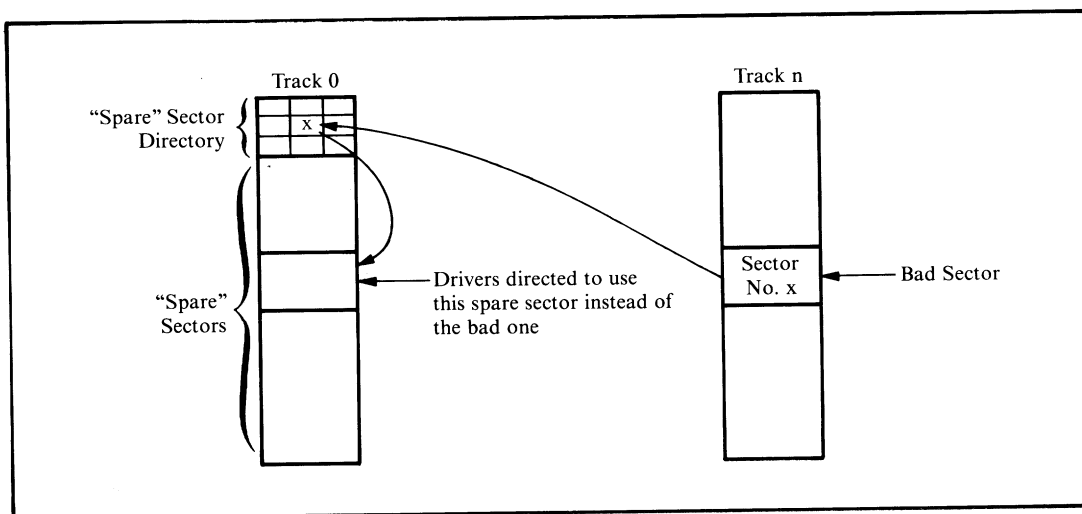 Track 0
Track n
“Spare” Sector
Directory
x
Sector
No. x
Bad Sector
Drivers directed to use
this spare sector instead of
the bad one
“Spare”
Sectors